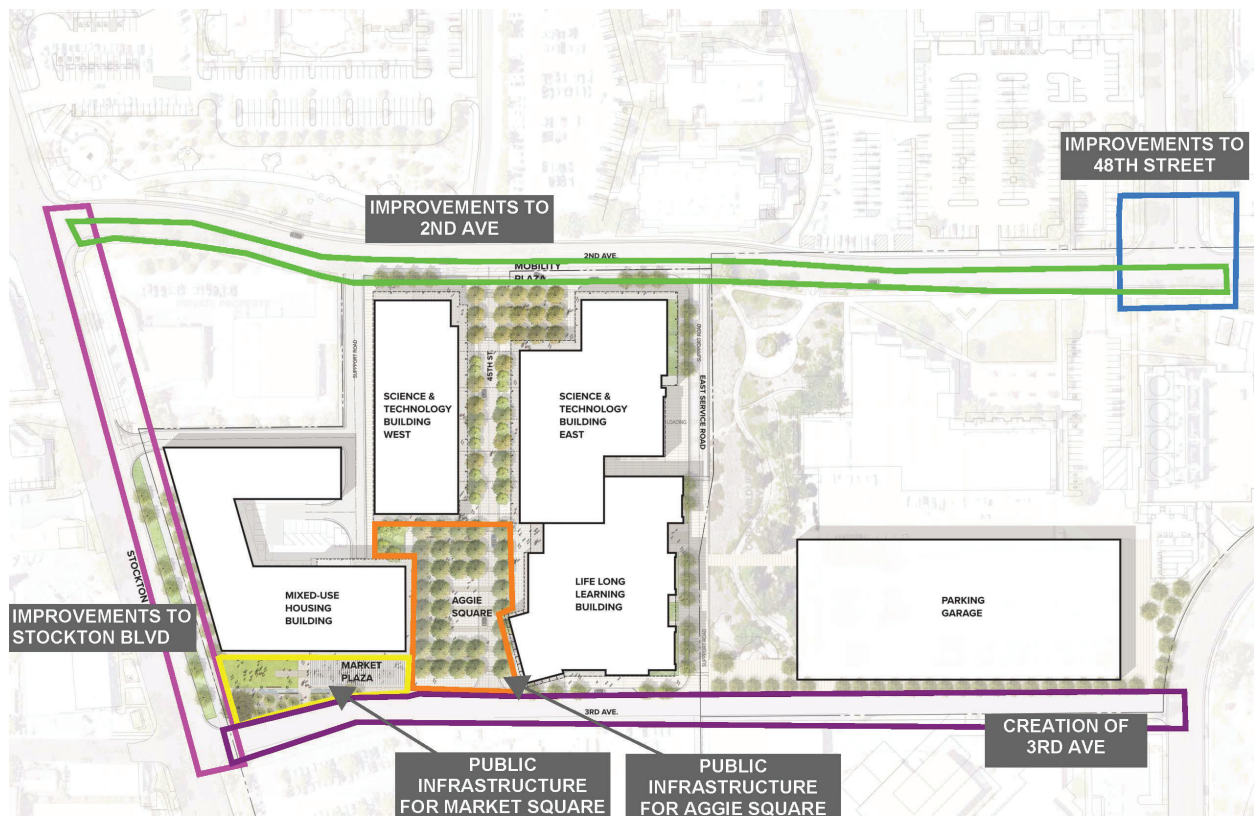 IMPROVEMENTS TO
48TH STREET
IMPROVEMENTS TO
2ND AVE
2ND AVE.
MOBILITY
PLAZA
45TH ST.
SUPPORT ROAD
SCIENCE &
TECHNOLOGY
BUILDING
WEST
SCIENCE &
TECHNOLOGY
BUILDING
EAST
LOADING
EAST SERVICE ROAD
STOCKTON
IMPROVEMENTS TO
STOCKTON BLVD
MIXED-USE
HOUSING
BUILDING
AGGIE
SQUARE
LIFE LONG
LEARNING
BUILDING
PARKING
GARAGE
MARKET
PLAZA
3RD AVE.
CREATION OF
3RD AVE
PUBLIC
INFRASTRUCTURE
FOR MARKET SQUARE
PUBLIC
INFRASTRUCTURE
FOR AGGIE SQUARE